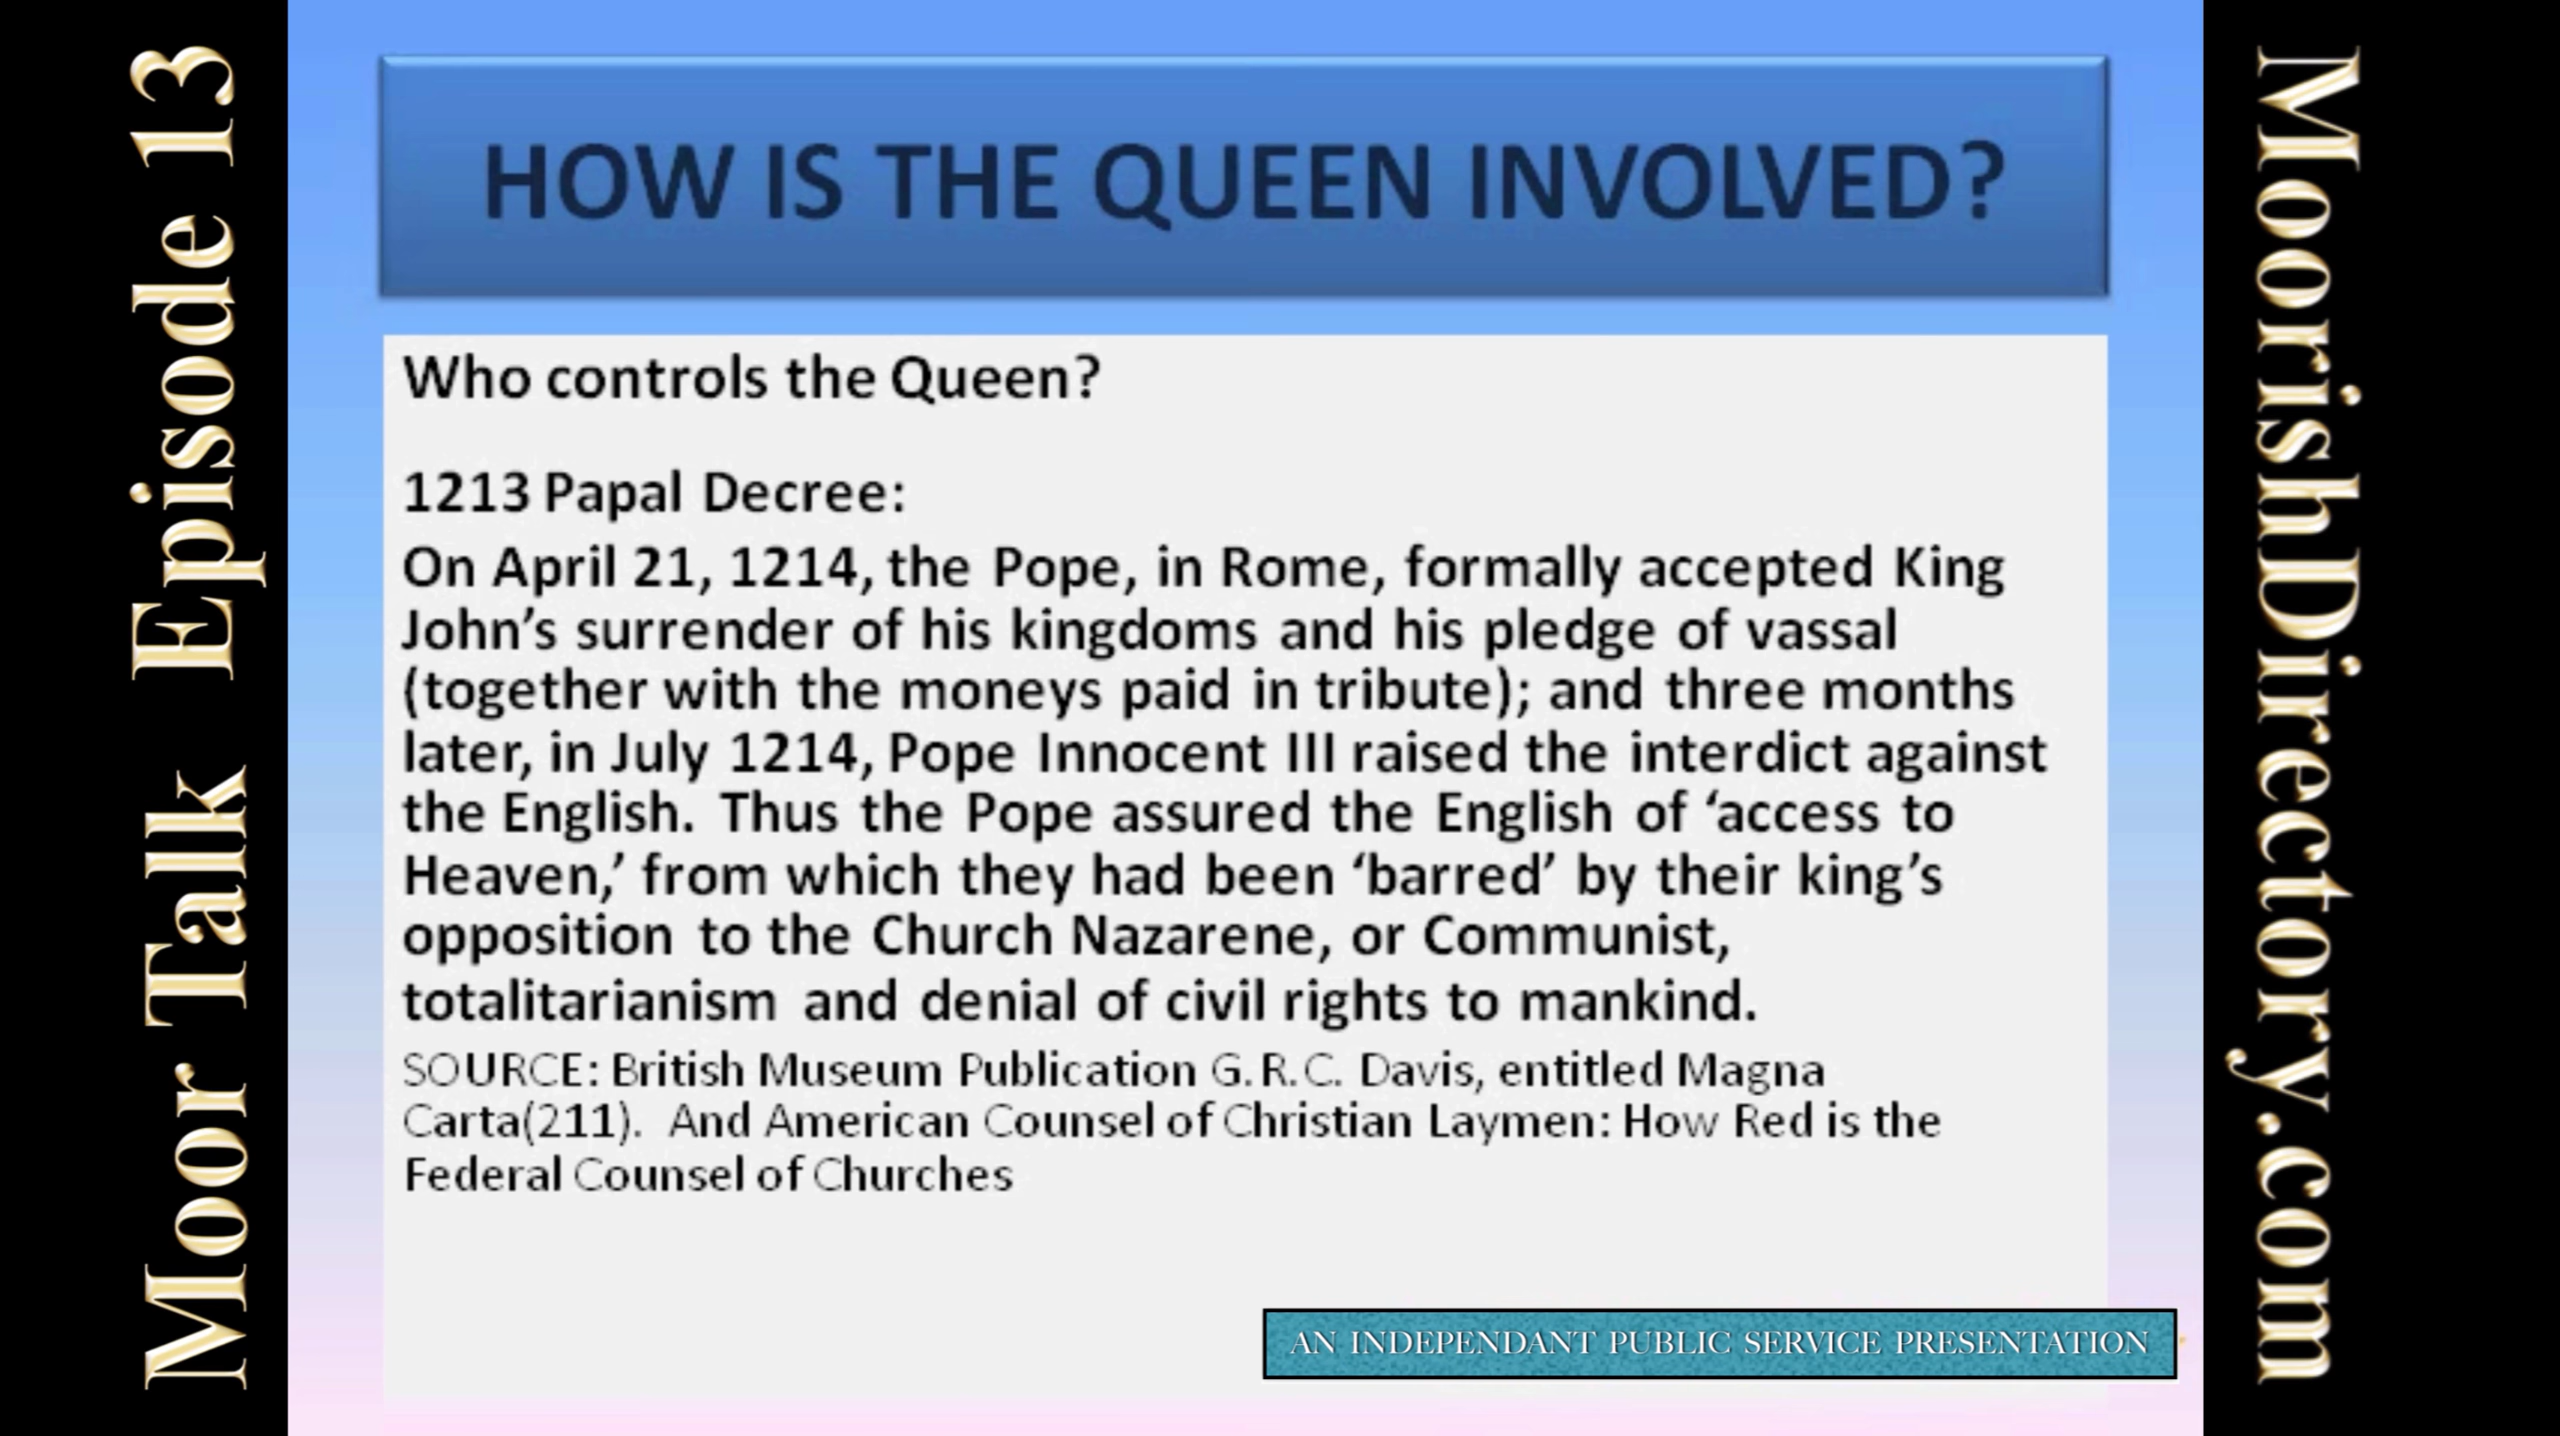 Moor Talk Episode 13
HOW IS THE QUEEN INVOLVED?
Who controls the Queen?
1213 Papal Decree:
On April 21, 1214, the Pope, in Rome, formally accepted King
John’s surrender of his kingdoms and his pledge of vassal
(together with the moneys paid in tribute); and three months
later, in July 1214, Pope Innocent III raised the interdict against
the English. Thus the Pope assured the English of ‘access to
Heaven,’ from which they had been ‘barred’ by their king’s
opposition to the Church Nazarene, or Communist,
totalitarianism and denial of civil rights to mankind.
SOURCE: British Museum Publication G.R.C. Davis, entitled Magna
Carta(211). And American Counsel of Christian Laymen: How Red is the
Federal Counsel of Churches
AN INDEPENDANT PUBLIC SERVICE PRESENTATION
MoorishDirectory.com